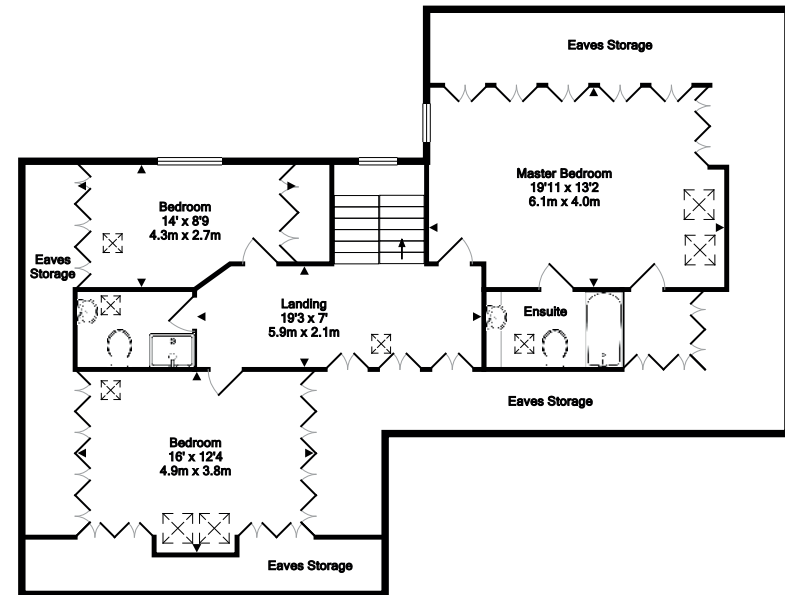 Eaves Storage
Master Bedroom
19'11 x 13'2
6.1m x 4.0m
Bedroom
14' x 8'9
4.3m x 2.7m
Eaves
Storage
Landing
19'3 x 7'
5.9m x 2.1m
Ensuite
Eaves Storage
Bedroom
16' x 12'4
4.9m x 3.8m
Eaves Storage